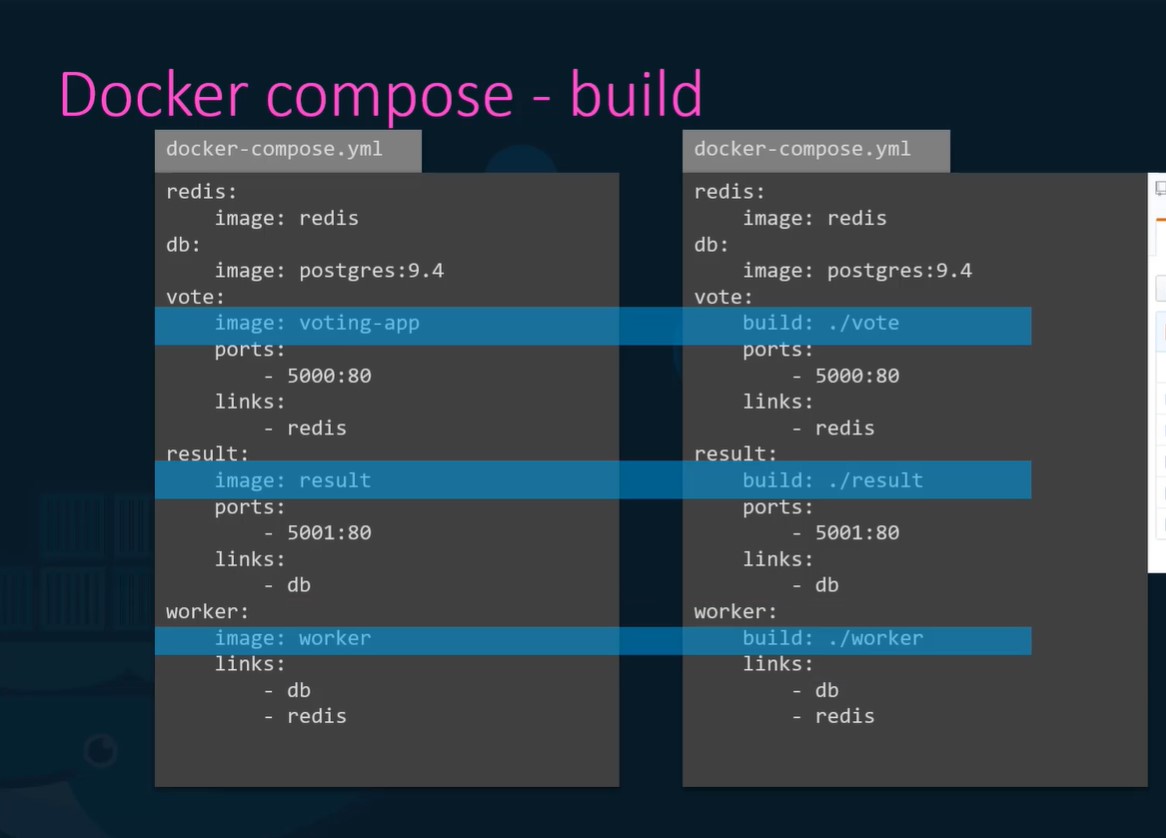 Docker compose - build
docker-compose.yml
redis:
    image: redis
db:
    image: postgres:9.4
vote:
    image: voting-app
    ports:
        - 5000:80
    links:
        - redis
result:
    image: result
    ports:
        - 5001:80
    links:
        - db
worker:
    image: worker
    links:
        - db
        - redis
docker-compose.yml
redis:
    image: redis
db:
    image: postgres:9.4
vote:
    build: ./vote
    ports:
        - 5000:80
    links:
        - redis
result:
    build: ./result
    ports:
        - 5001:80
    links:
        - db
worker:
    build: ./worker
    links:
        - db
        - redis